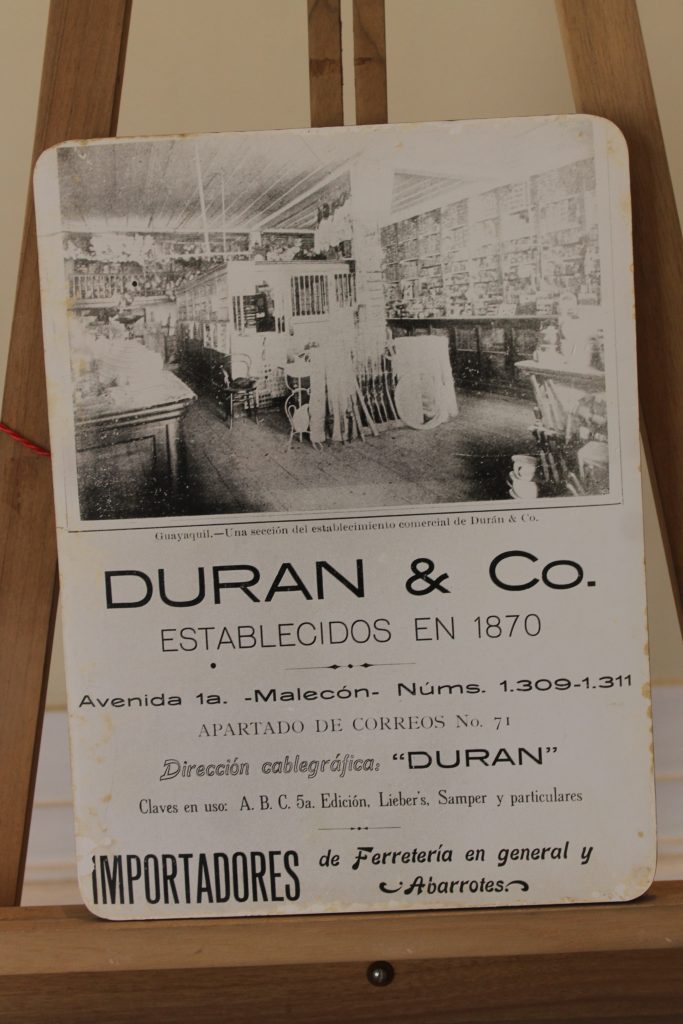 Guayaquil.—Una sección del establecimiento comercial de Durán & Co.
DURAN & Co.
ESTABLECIDOS EN 1870
Avenida 1a. -Malecón- Núms. 1.309-1.311
APARTADO DE CORREOS No. 71
Dirección cablegráfica: "DURAN"
Claves en uso: A. B. C. 5a. Edición, Lieber's, Samper y particulares
IMPORTADORES de Ferretería en general y
Abarrotes.